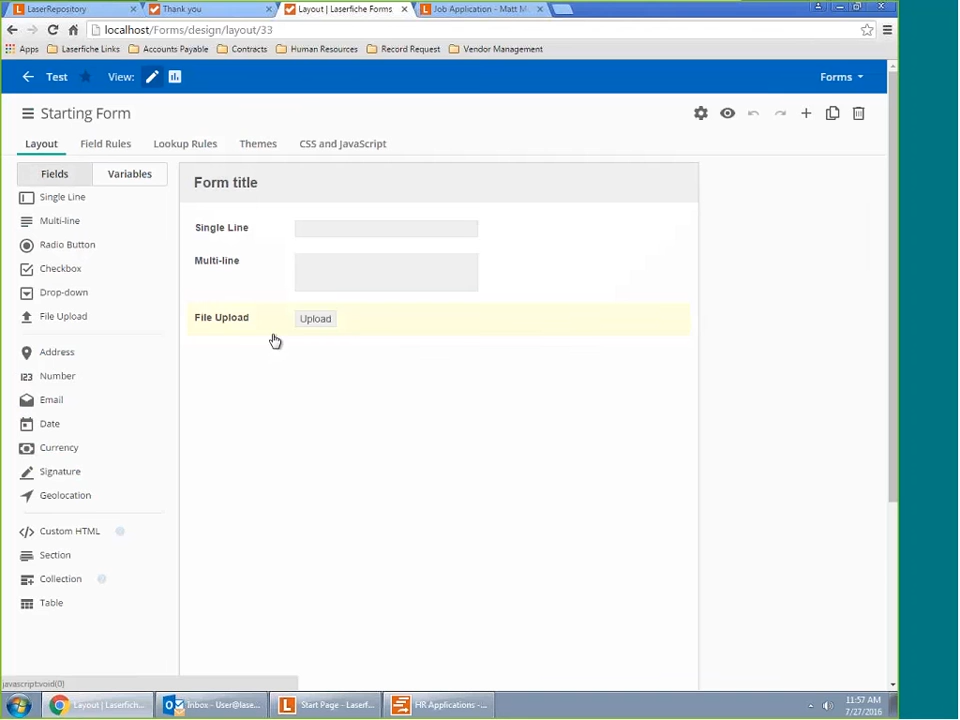 LaserRepository
Thank you
Layout | Laserfiche Forms
Job Application - Matt M
localhost/Forms/design/layout/33
Apps
Laserfiche Links
Accounts Payable
Contracts
Human Resources
Record Request
Vendor Management
Test
View:
Forms
Starting Form
Layout
Field Rules
Lookup Rules
Themes
CSS and JavaScript
Fields
Variables
Single Line
Multi-line
Radio Button
Checkbox
Drop-down
File Upload
Address
123 Number
Email
Date
Currency
Signature
Geolocation
Custom HTML
Section
Collection
Table
Form title
Single Line
Multi-line
File Upload
Upload
javascript:void(0)
Layout | Laserfich...
Inbox - User@lase...
Start Page - Laserf...
HR Applications -...
11:57 AM
7/27/2016